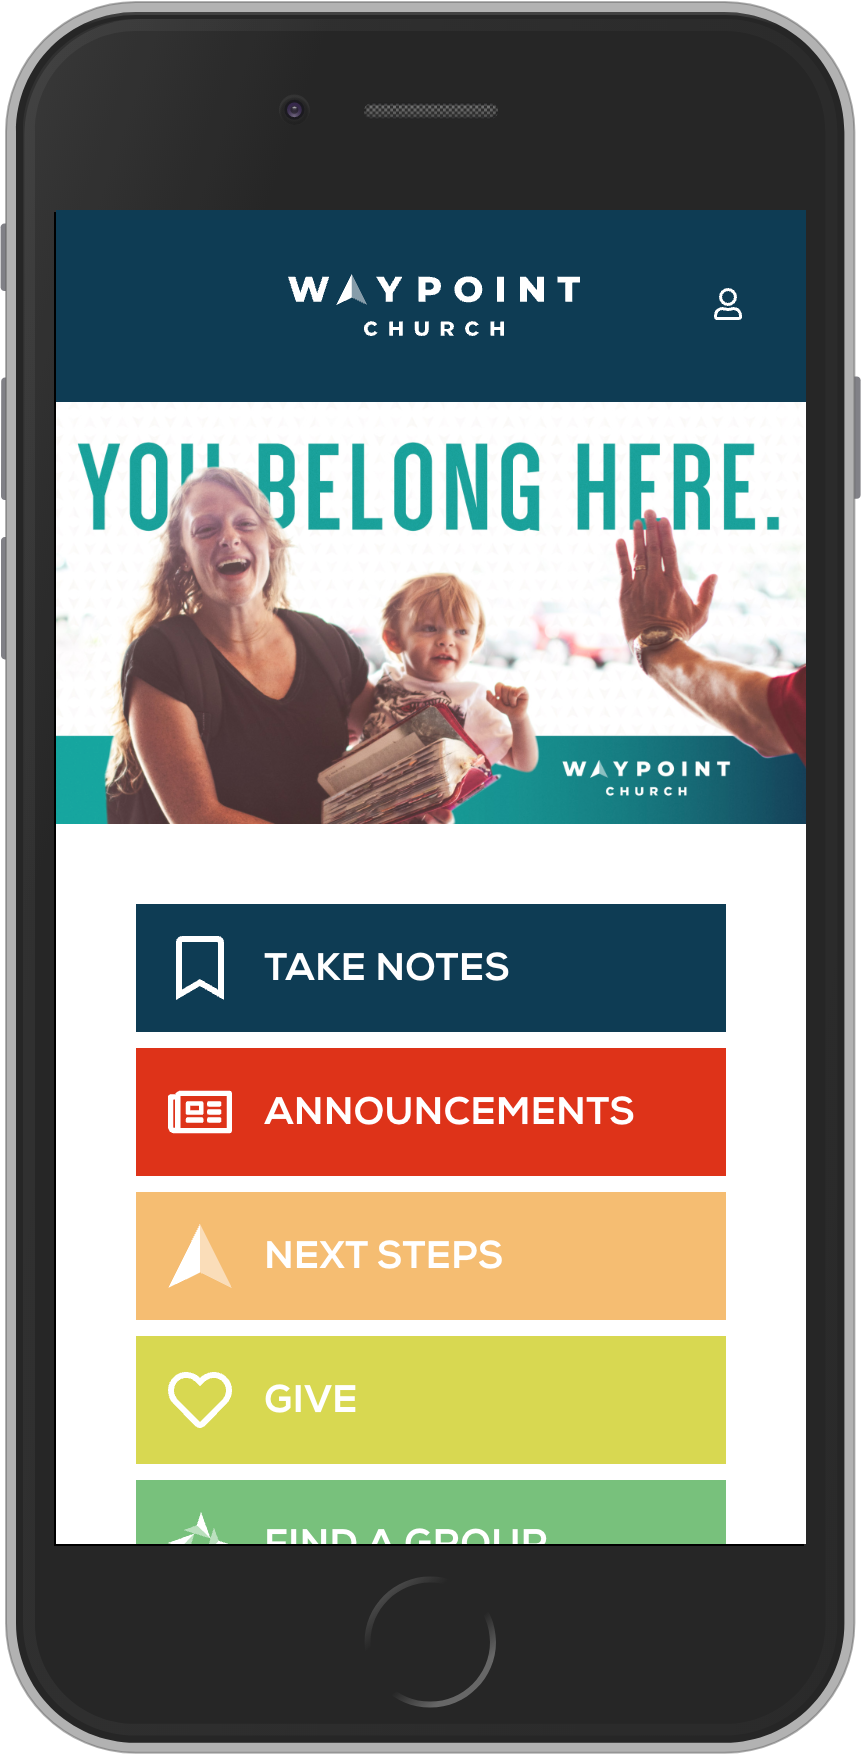 WAYPOINT
CHURCH
YOU BELONG HERE.
WAYPOINT
CHURCH
TAKE NOTES
ANNOUNCEMENTS
NEXT STEPS
GIVE
FIND A GROUP